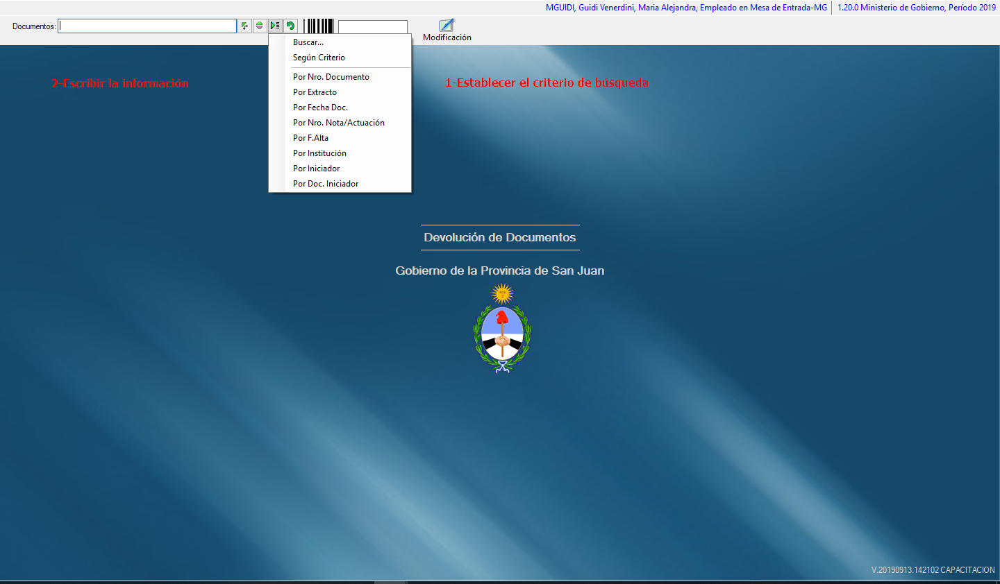 MGUIDI, Guidi Venerdini, Maria Alejandra, Empleado en Mesa de Entrada-MG
1.20.0 Ministerio de Gobierno, Período 2019
Documentos:
Modificación
Buscar...
Según Criterio
Por Nro. Documento
Por Extracto
Por Fecha Doc.
Por Nro. Nota/Actuación
Por F.Alta
Por Institución
Por Iniciador
Por Doc. Iniciador
2-Escribir la información
1-Establecer el criterio de búsqueda
Devolución de Documentos
Gobierno de la Provincia de San Juan
V.20190913.142102 CAPACITACION